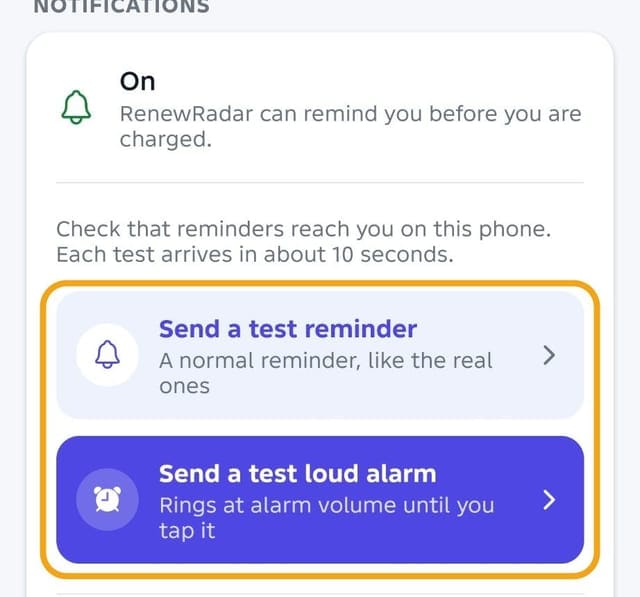 NOTIFICATIONS
On
RenewRadar can remind you before you are
charged.
Check that reminders reach you on this phone.
Each test arrives in about 10 seconds.
Send a test reminder
A normal reminder, like the real
ones
Send a test loud alarm
Rings at alarm volume until you
tap it